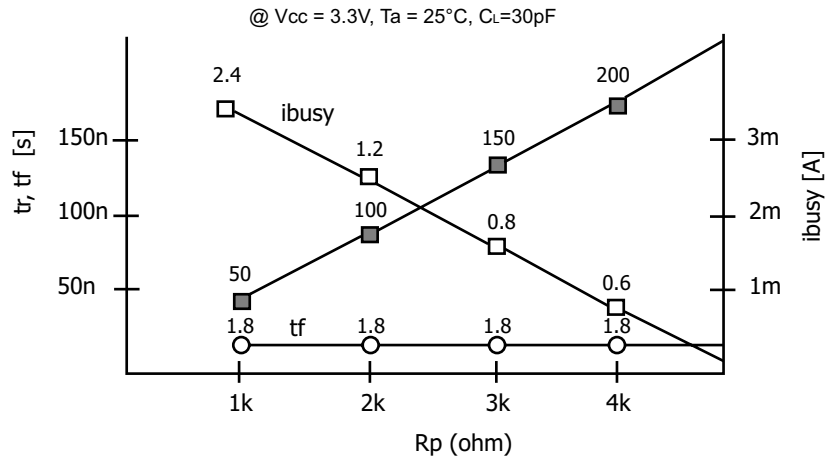 @ Vcc = 3.3V, Ta = 25°C, CL=30pF
2.4
200
ibusy
150n
1.2
150
3m
tr, tf [s]
100n
100
0.8
2m
ibusy [A]
50n
50
0.6
1m
1.8
tf
1.8
1.8
1.8
1k
2k
3k
4k
Rp (ohm)